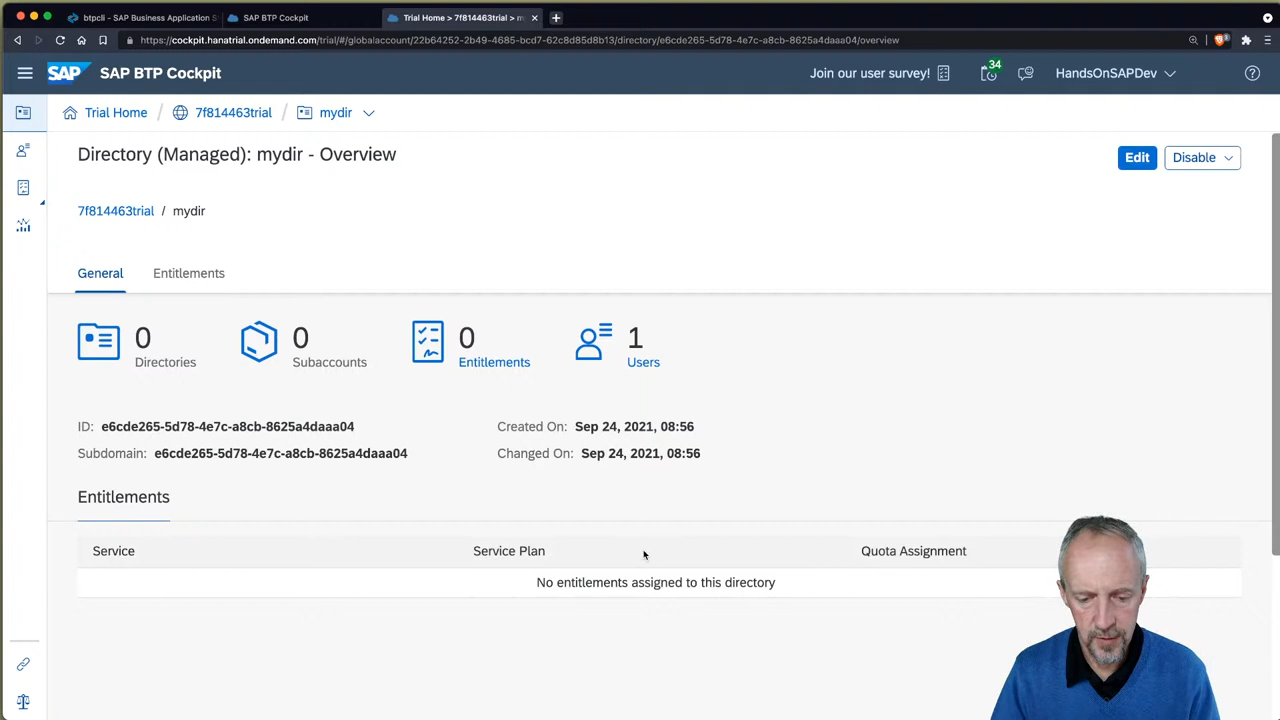 btpcli - SAP Business Application S
SAP BTP Cockpit
Trial Home > 7f814463trial > m
https://cockpit.hanatrial.ondemand.com/trial/#/globalaccount/22b64252-2b49-4685-bcd7-62c8d85d8b13/directory/e6cde265-5d78-4e7c-a8cb-8625a4daaa04/overview
SAP
SAP BTP Cockpit
Join our user survey!
34
HandsOnSAPDev
Trial Home / 7f814463trial / mydir
Directory (Managed): mydir - Overview
Edit
Disable
7f814463trial / mydir
General
Entitlements
0
Directories
0
Subaccounts
0
Entitlements
1
Users
ID: e6cde265-5d78-4e7c-a8cb-8625a4daaa04
Created On: Sep 24, 2021, 08:56
Subdomain: e6cde265-5d78-4e7c-a8cb-8625a4daaa04
Changed On: Sep 24, 2021, 08:56
Entitlements
Service
Service Plan
Quota Assignment
No entitlements assigned to this directory